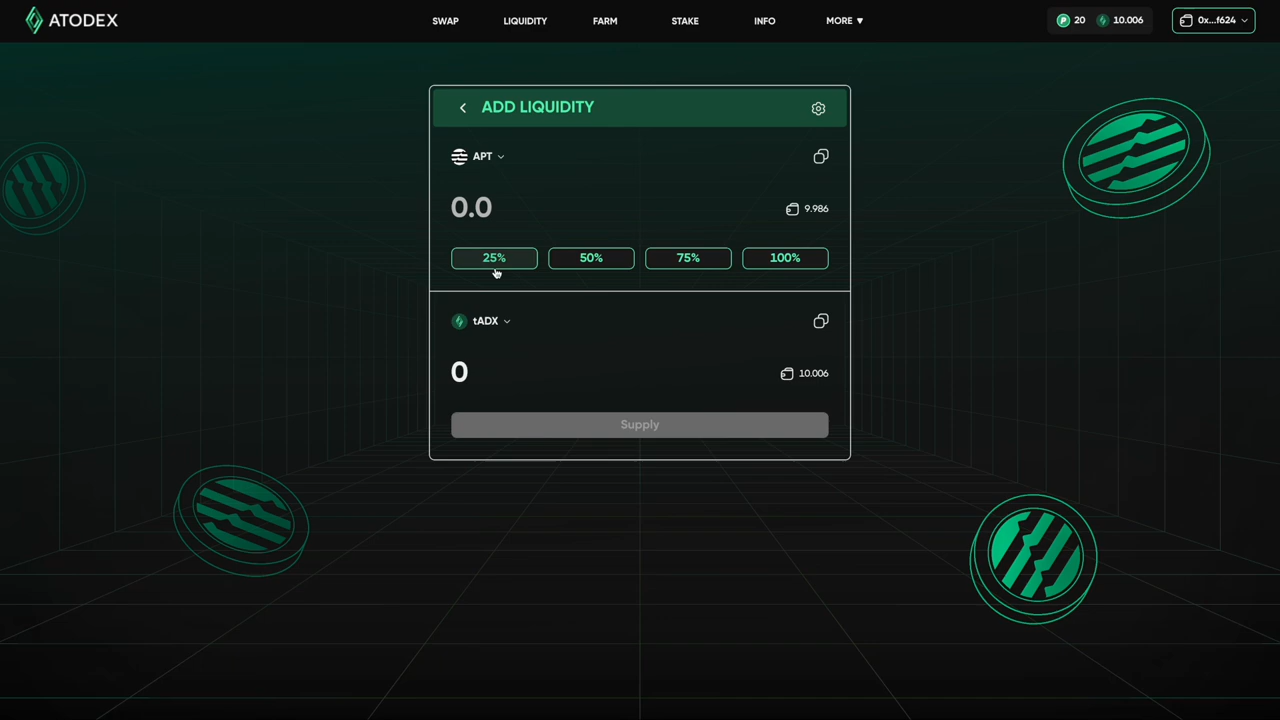 ATODEX
SWAP
LIQUIDITY
FARM
STAKE
INFO
MORE ▼
20
10.006
0x...f624
ADD LIQUIDITY
APT
0.0
9.986
25%
50%
75%
100%
tADX
0
10.006
Supply